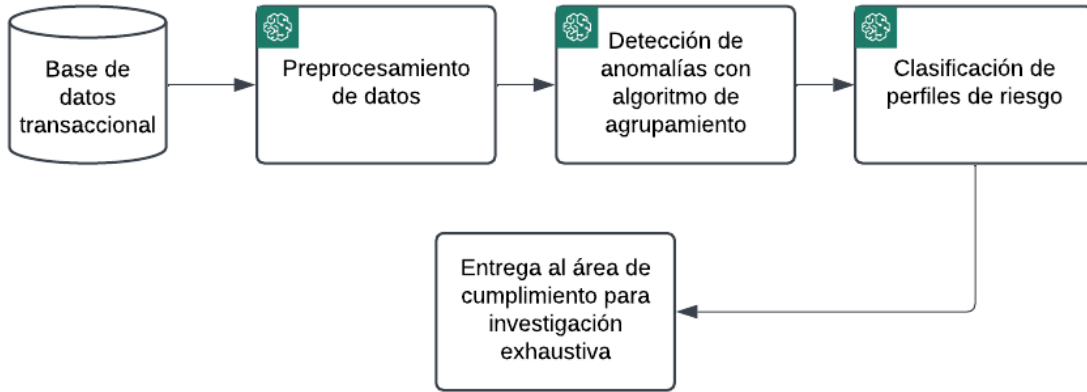 Base de
datos
transaccional
Preprocesamiento
de datos
Detección de
anomalías con
algoritmo de
agrupamiento
Clasificación de
perfiles de riesgo
Entrega al área de
cumplimiento para
investigación
exhaustiva